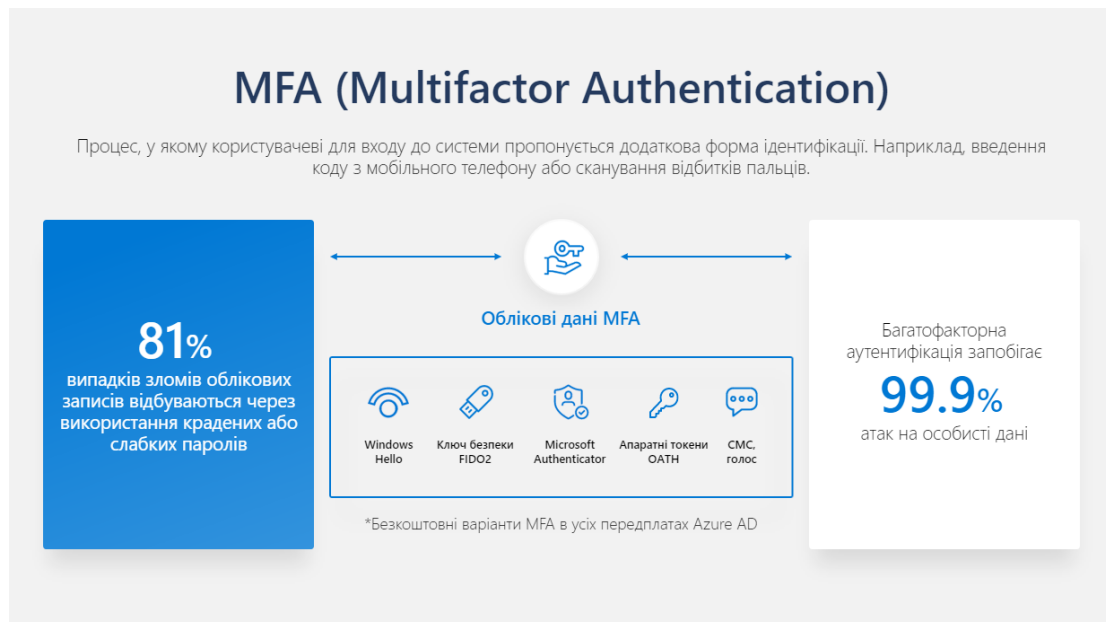 MFA (Multifactor Authentication)
Процес, у якому користувачеві для входу до системи пропонується додаткова форма ідентифікації. Наприклад, введення
коду з мобільного телефону або сканування відбитків пальців.
81%
випадків зломів облікових
записів відбуваються через
використання крадених або
слабких паролів
Облікові дані MFA
Windows
Hello
Ключ безпеки
FIDO2
Microsoft
Authenticator
Апаратні токени
OATH
СМС,
голос
*Безкоштовні варіанти MFA в усіх передплатах Azure AD
Багатофакторна
аутентифікація запобігає
99.9%
атак на особисті дані